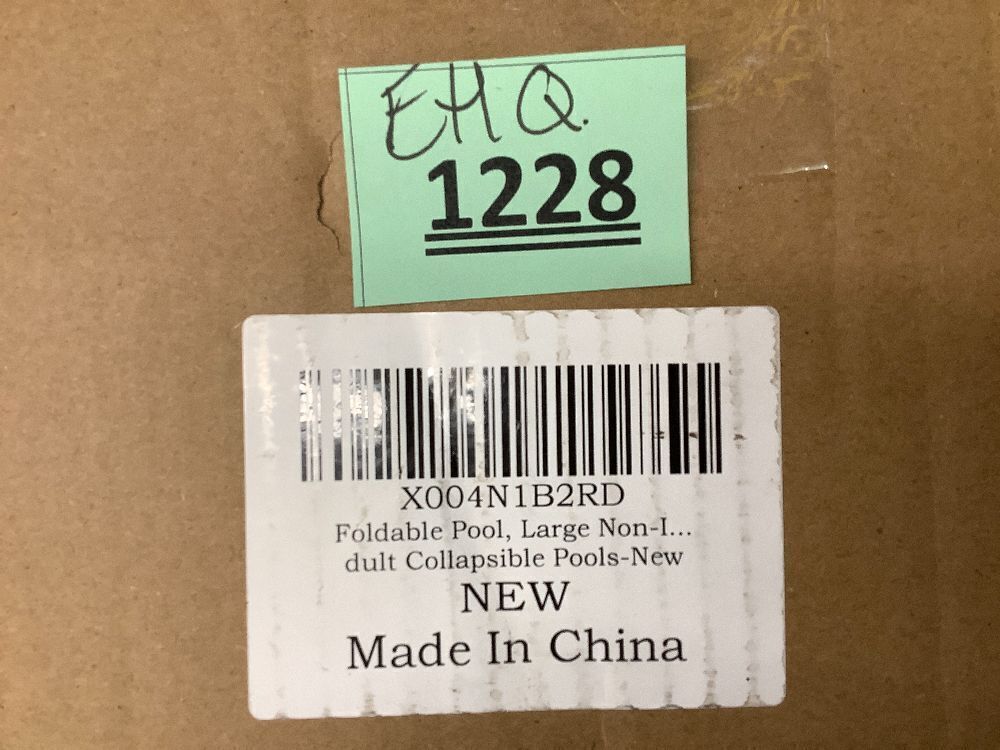 EHQ.
1228
X004N1B2RD
Foldable Pool, Large Non-I...
dult Collapsible Pools-New
NEW
Made In China